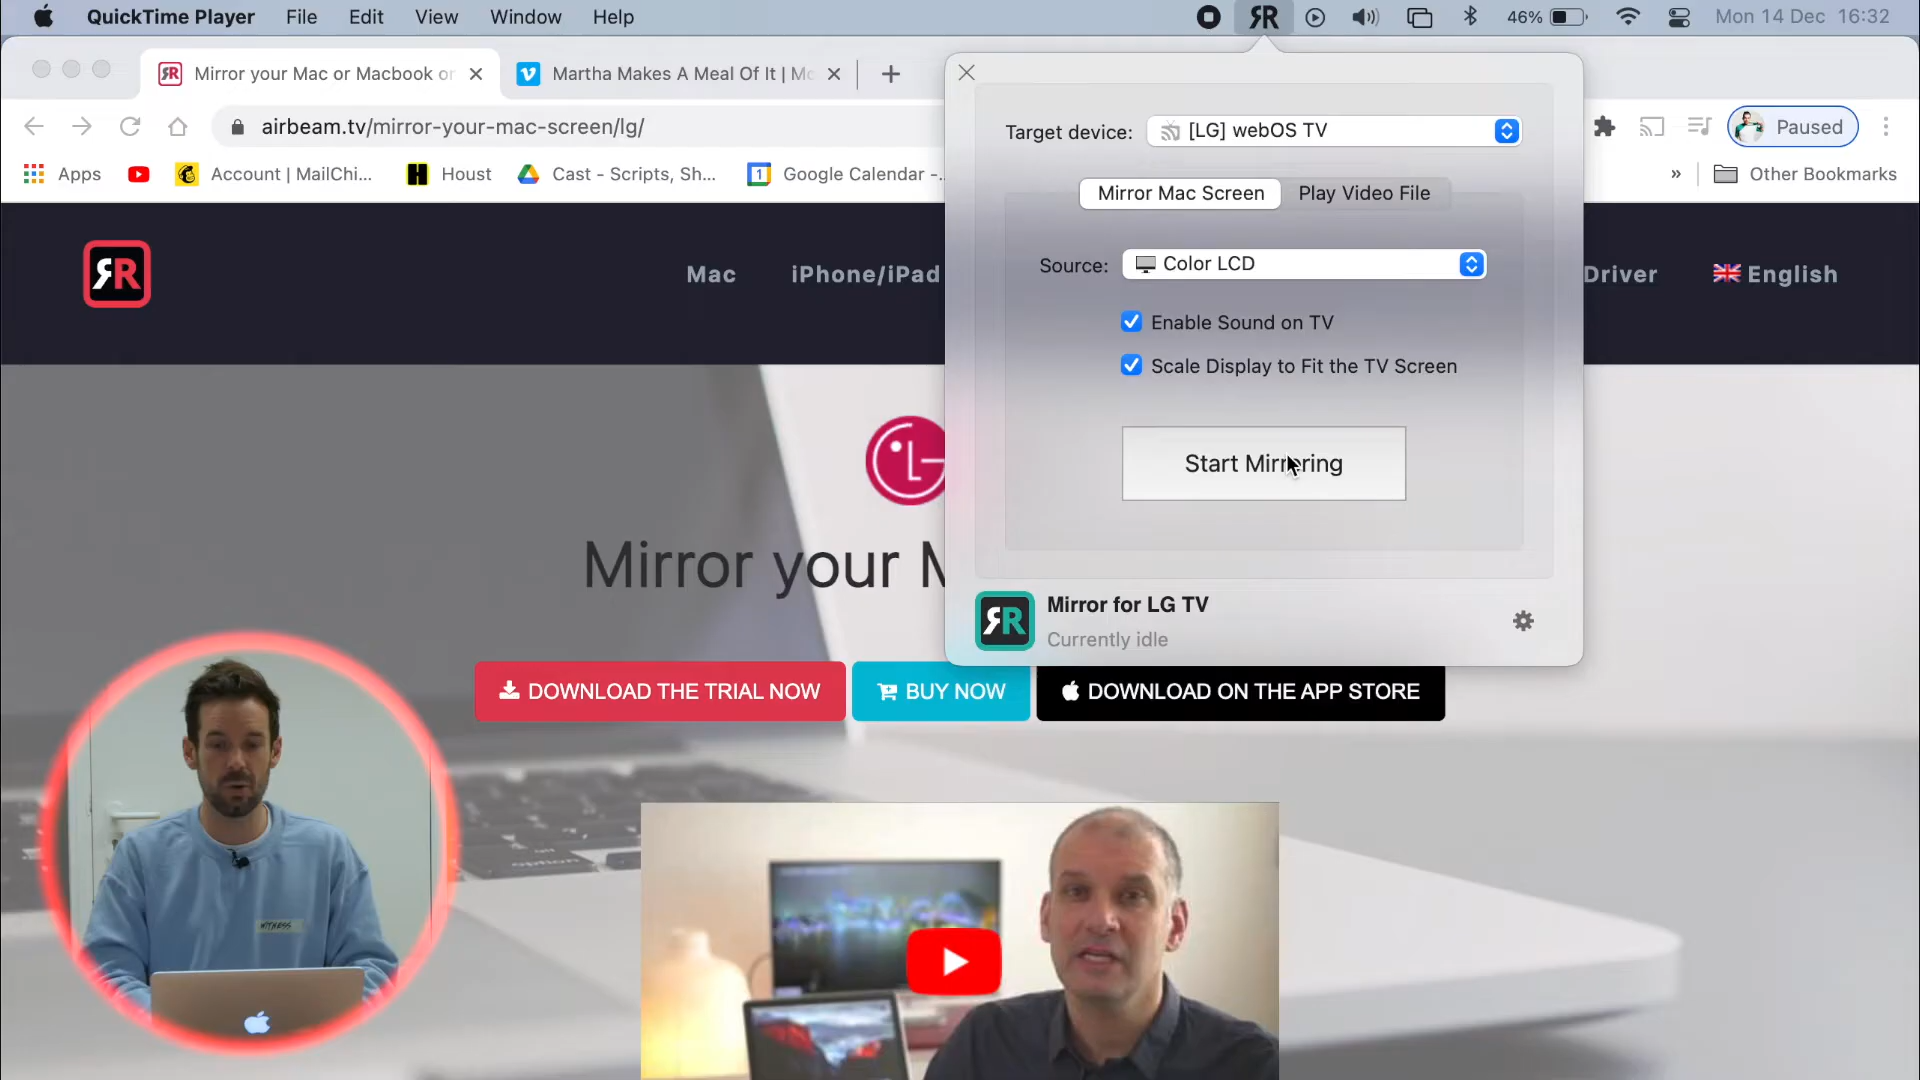 QuickTime Player File Edit View Window Help
46% Mon 14 Dec 16:32
Mirror your Mac or Macbook or
Martha Makes A Meal Of It | Mc
airbeam.tv/mirror-your-mac-screen/lg/
Paused
Apps
Account | MailChi...
Houst
Cast - Scripts, Sh...
Google Calendar -...
» Other Bookmarks
Mac iPhone/iPad Driver English
Target device: [LG] webOS TV
Mirror Mac Screen Play Video File
Source: Color LCD
Enable Sound on TV
Scale Display to Fit the TV Screen
Start Mirroring
Mirror for LG TV
Currently idle
LG
Mirror your M
DOWNLOAD THE TRIAL NOW
BUY NOW
DOWNLOAD ON THE APP STORE
option
WITNESS